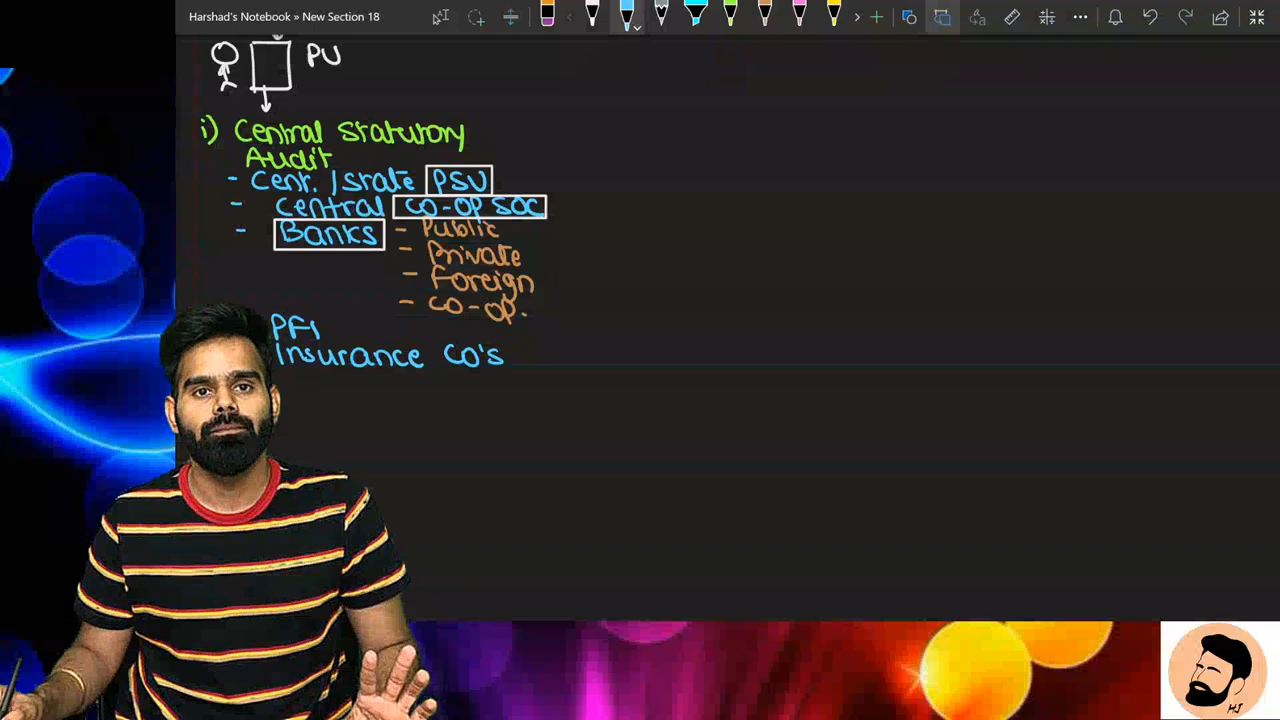 Harshad's Notebook » New Section 18
PU
i) Central Statutory
Audit
- Cent. / State PSU
- Central CO-OP SOC
- Banks - Public
- Private
- Foreign
- CO-OP.
PFI
Insurance CO's
HJ